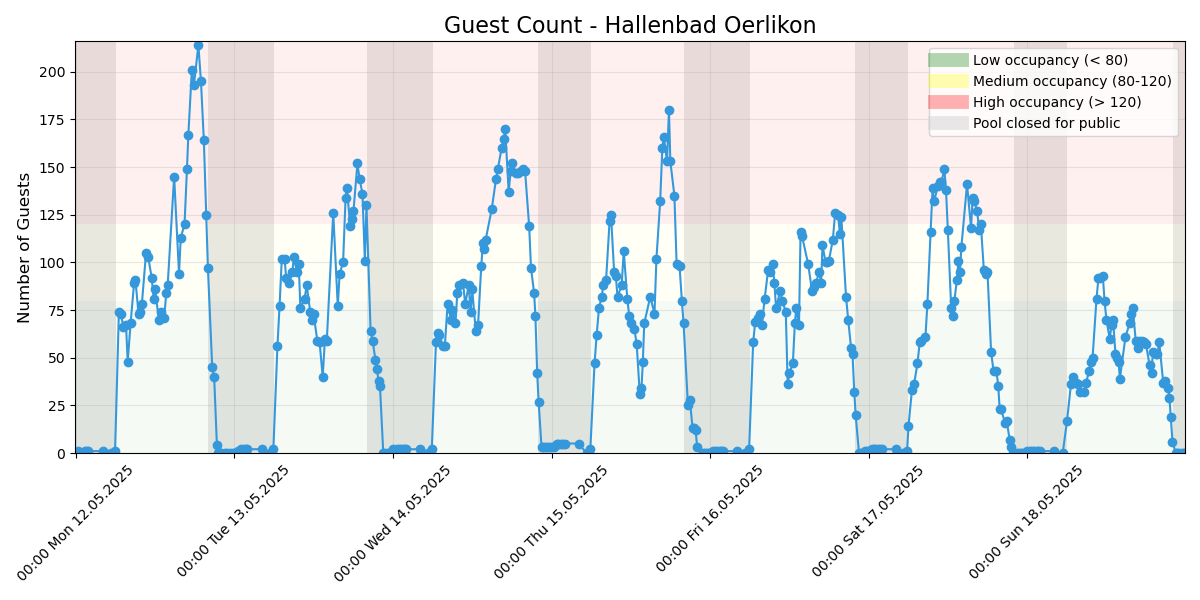 Guest Count - Hallenbad Oerlikon
Low occupancy (< 80)
Medium occupancy (80-120)
High occupancy (> 120)
Pool closed for public
Number of Guests
200
175
150
125
100
75
50
25
0
00:00 Mon 12.05.2025
00:00 Tue 13.05.2025
00:00 Wed 14.05.2025
00:00 Thu 15.05.2025
00:00 Fri 16.05.2025
00:00 Sat 17.05.2025
00:00 Sun 18.05.2025